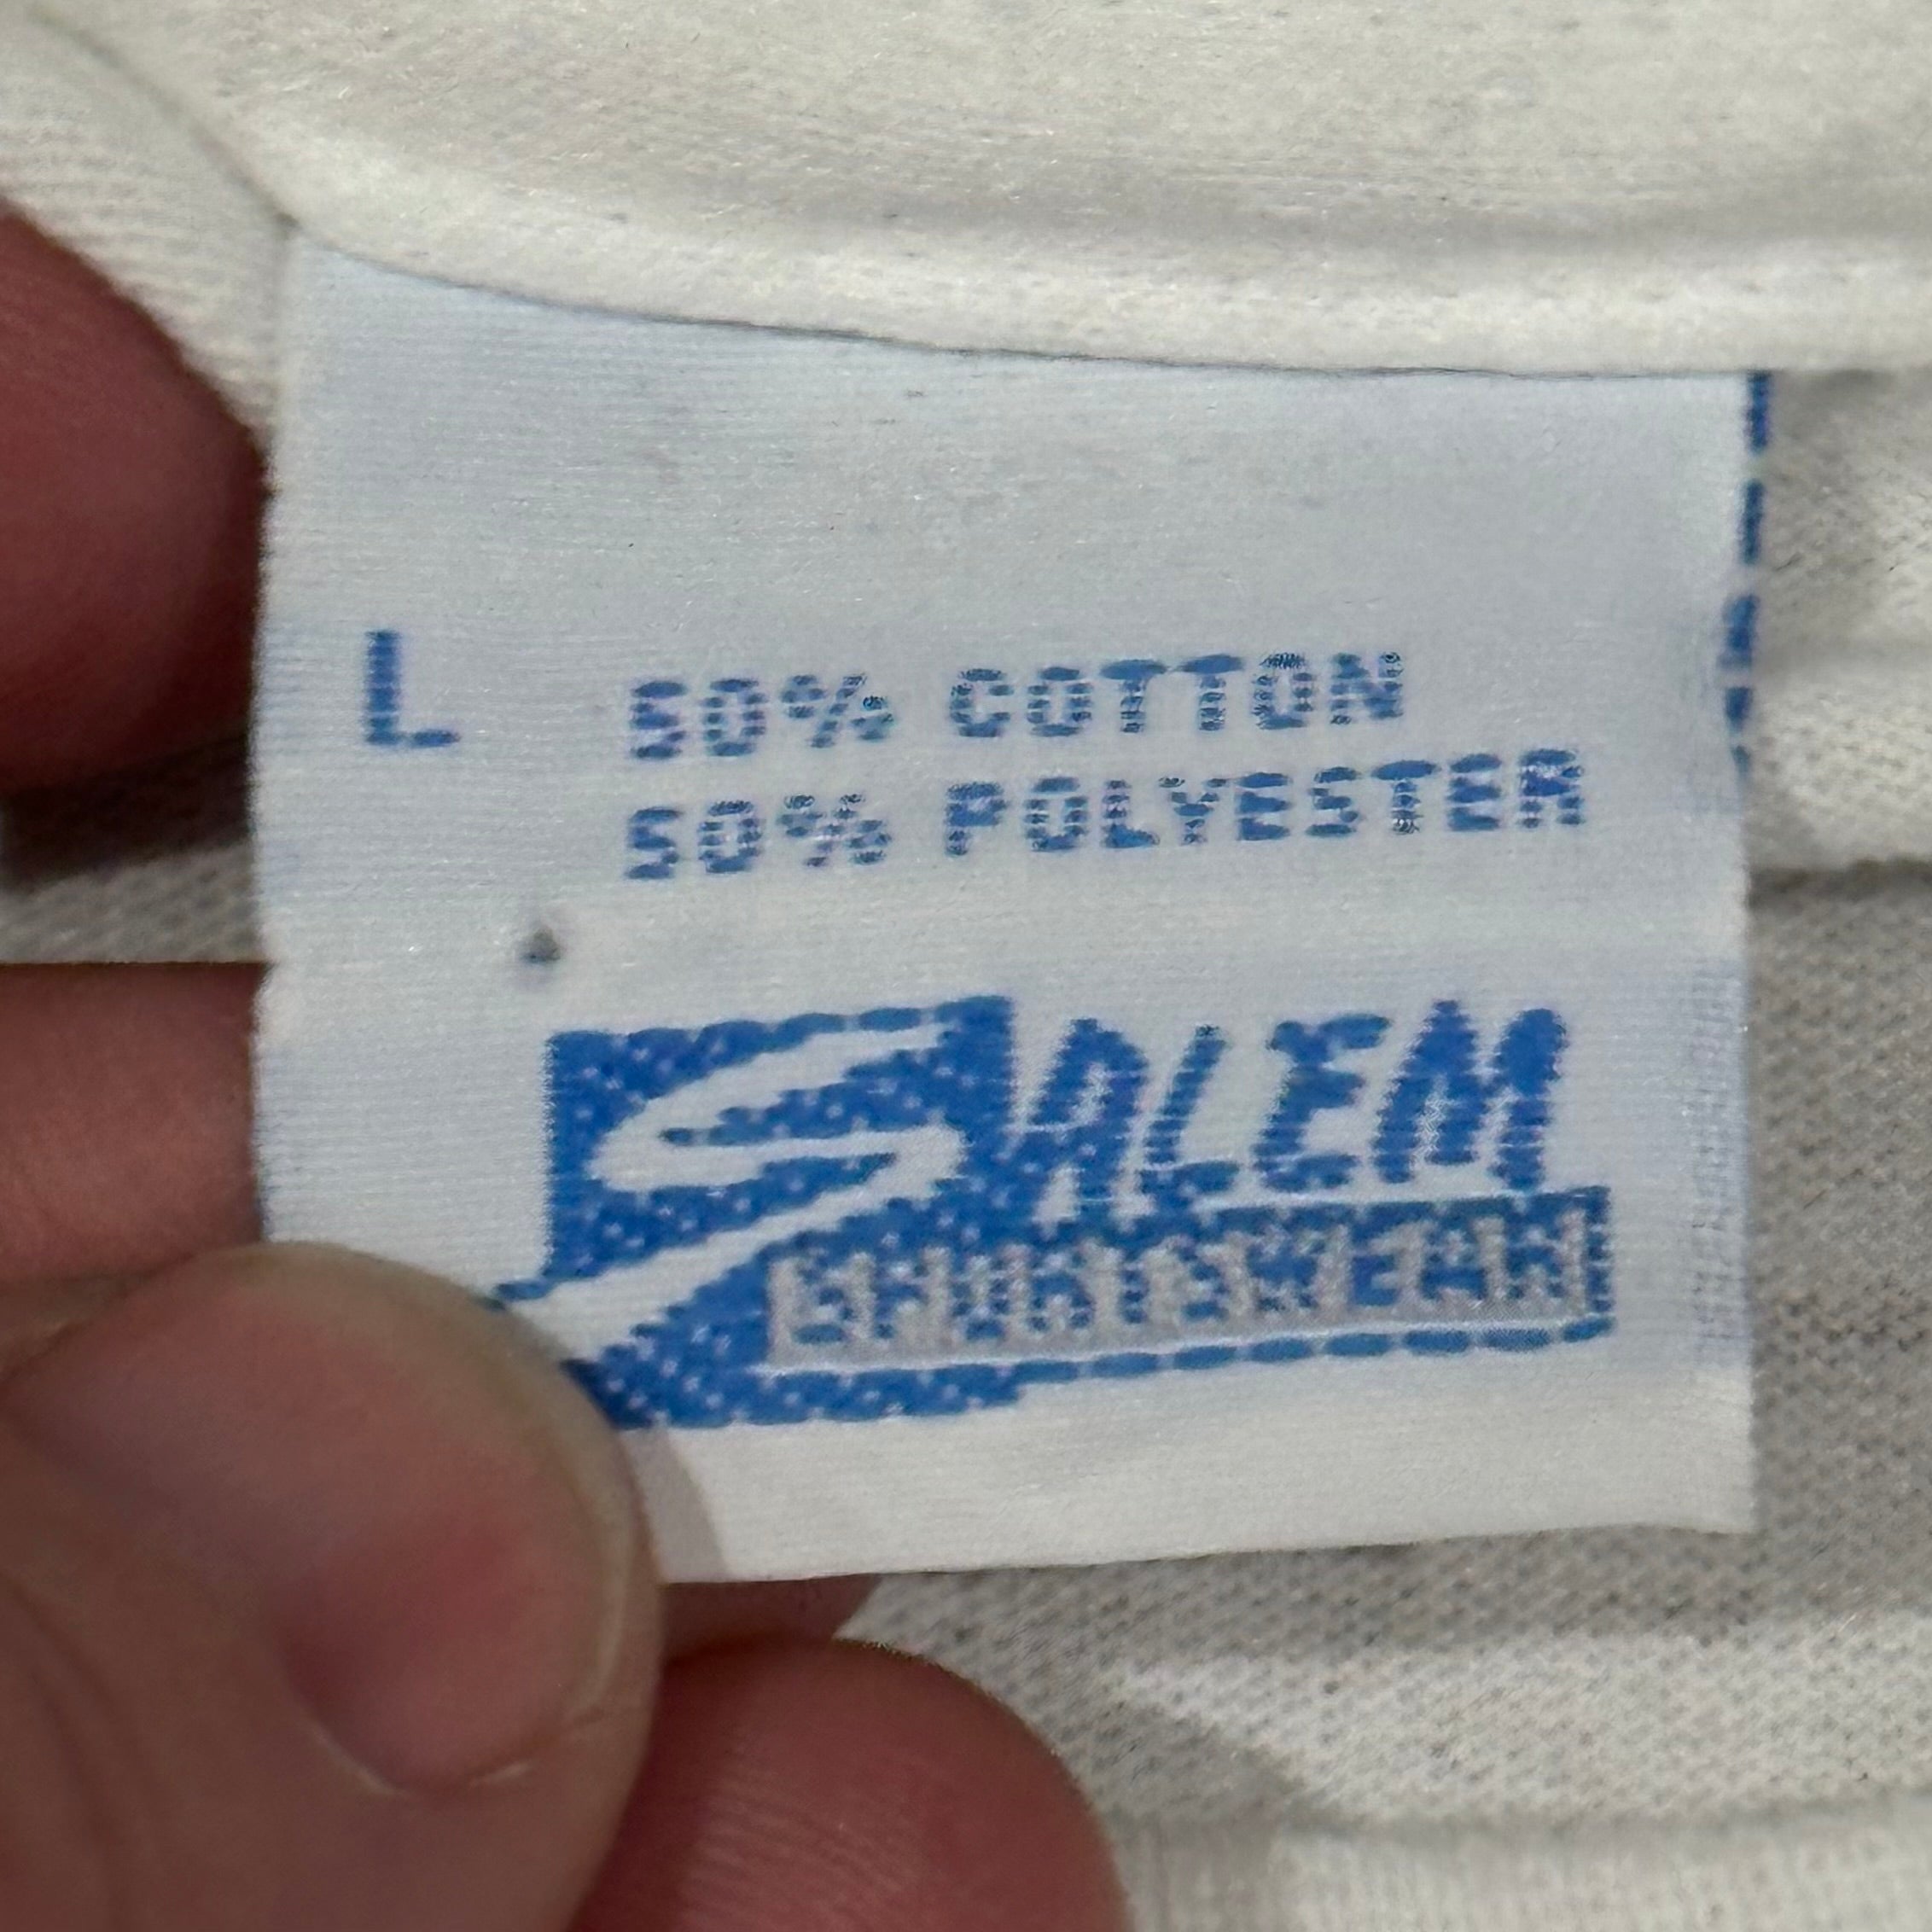 L 50% COTTON
50% POLYESTER
SALEM
SPORTSWEAR